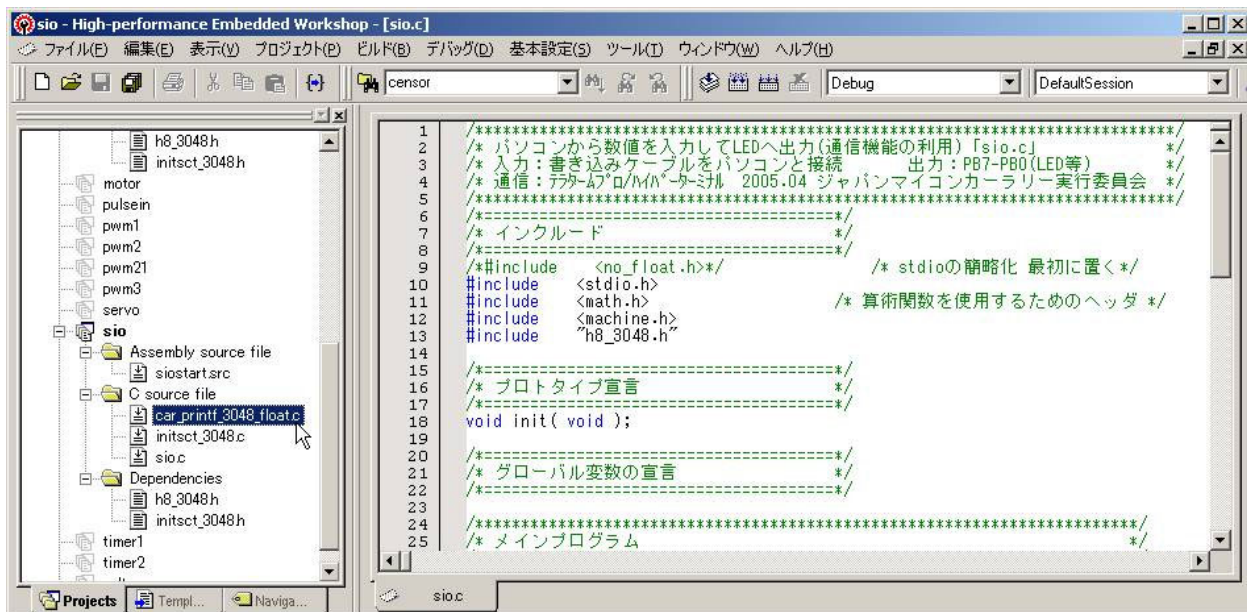 sio - High-performance Embedded Workshop - [sio.c]
ファイル(F) 編集(E) 表示(V) プロジェクト(P) ビルド(B) デバッグ(D) 基本設定(S) ツール(T) ウィンドウ(W) ヘルプ(H)
censor Debug DefaultSession
h8_3048.h
initsct_3048.h
motor
pulsein
pwm1
pwm2
pwm21
pwm3
servo
sio
Assembly source file
siostart.src
C source file
car_printf_3048_float.c
initsct_3048.c
sio.c
Dependencies
h8_3048.h
initsct_3048.h
timer1
timer2
Projects Templ... Naviga...
1 /****************************************************************************/
2 /* パソコンから数値を入力してLEDへ出力(通信機能の利用)「sio.c」 */
3 /* 入力：書き込みケーブルをパソコンと接続 出力：PB7-PB0(LED等) */
4 /* 通信：ﾃﾗﾀｰﾑﾌﾟﾛ/ﾊｲﾊﾟｰﾀｰﾐﾅﾙ 2005.04 ジャパンマイコンカーラリー実行委員会 */
5 /****************************************************************************/
6 /*======================================*/
7 /* インクルード */
8 /*======================================*/
9 /*#include <no_float.h>*/ /* stdioの簡略化 最初に置く*/
10 #include <stdio.h>
11 #include <math.h> /* 算術関数を使用するためのヘッダ */
12 #include <machine.h>
13 #include "h8_3048.h"
14
15 /*======================================*/
16 /* プロトタイプ宣言 */
17 /*======================================*/
18 void init( void );
19
20 /*======================================*/
21 /* グローバル変数の宣言 */
22 /*======================================*/
23
24 /************************************************************************/
25 /* メインプログラム */
sio.c